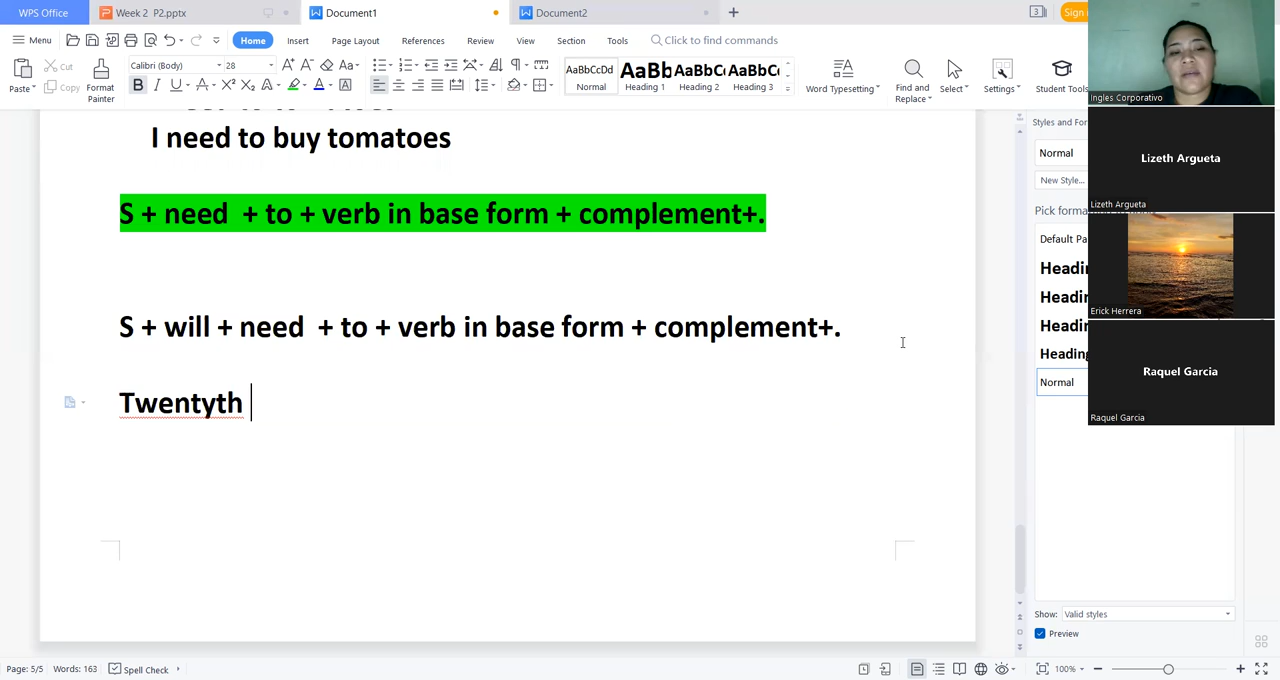 WPS Office
Week 2 P2.pptx
Document1
Document2
3
Sign
Menu
Home
Insert
Page Layout
References
Review
View
Section
Tools
Click to find commands
Paste
Cut
Copy
Format Painter
Calibri (Body)
28
AaBbCcDd
Normal
AaBb
Heading 1
AaBbC
Heading 2
AaBbC
Heading 3
Word Typesetting
Find and Replace
Select
Settings
Student Tools
I need to buy tomatoes
S + need + to + verb in base form + complement+.
S + will + need + to + verb in base form + complement+.
Twentyth
Styles and For
Normal
New Style...
Pick forma
Default Pa
Headin
Headin
Headin
Heading
Normal
Show:
Valid styles
Preview
Ingles Corporativo
Lizeth Argueta
Lizeth Argueta
Erick Herrera
Raquel Garcia
Raquel Garcia
Page: 5/5
Words: 163
Spell Check
100%